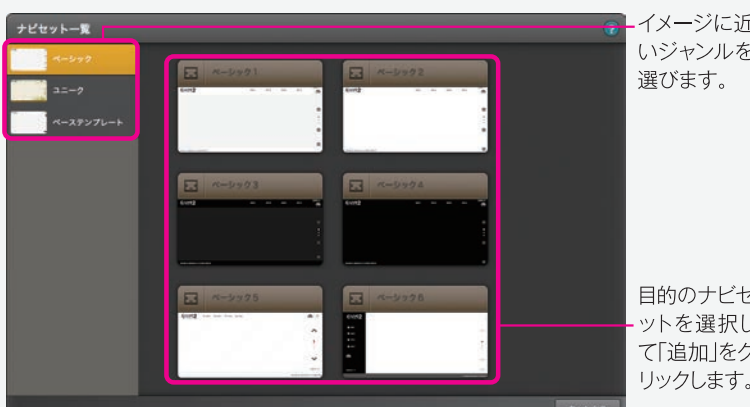 ナビセット一覧
ベーシック
ユニーク
ベーステンプレート
ベーシック1
ベーシック2
ベーシック3
ベーシック4
ベーシック5
ベーシック6
イメージに近
いジャンルを
選びます。
目的のナビセ
ットを選択し
て「追加」をク
リックします。